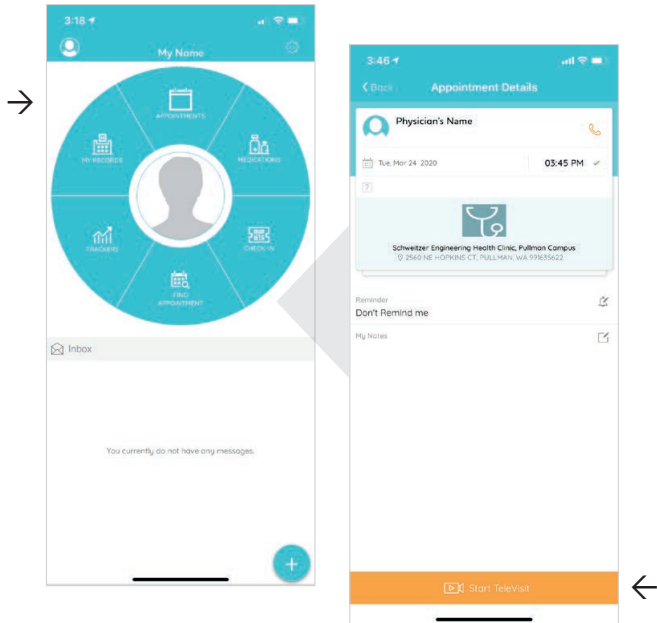 3:18
My Name
APPOINTMENTS
MY RECORDS
MEDICATIONS
TRACKERS
CHECK IN
FIND
APPOINTMENT
Inbox
You currently do not have any messages.
+
3:46
Back
Appointment Details
Physician's Name
Tue, Mar 24 2020
03:45 PM
?
Schweitzer Engineering Health Clinic, Pullman Campus
2560 NE HOPKINS CT, PULLMAN, WA 991635622
Reminder
Don't Remind me
My Notes
Start TeleVisit